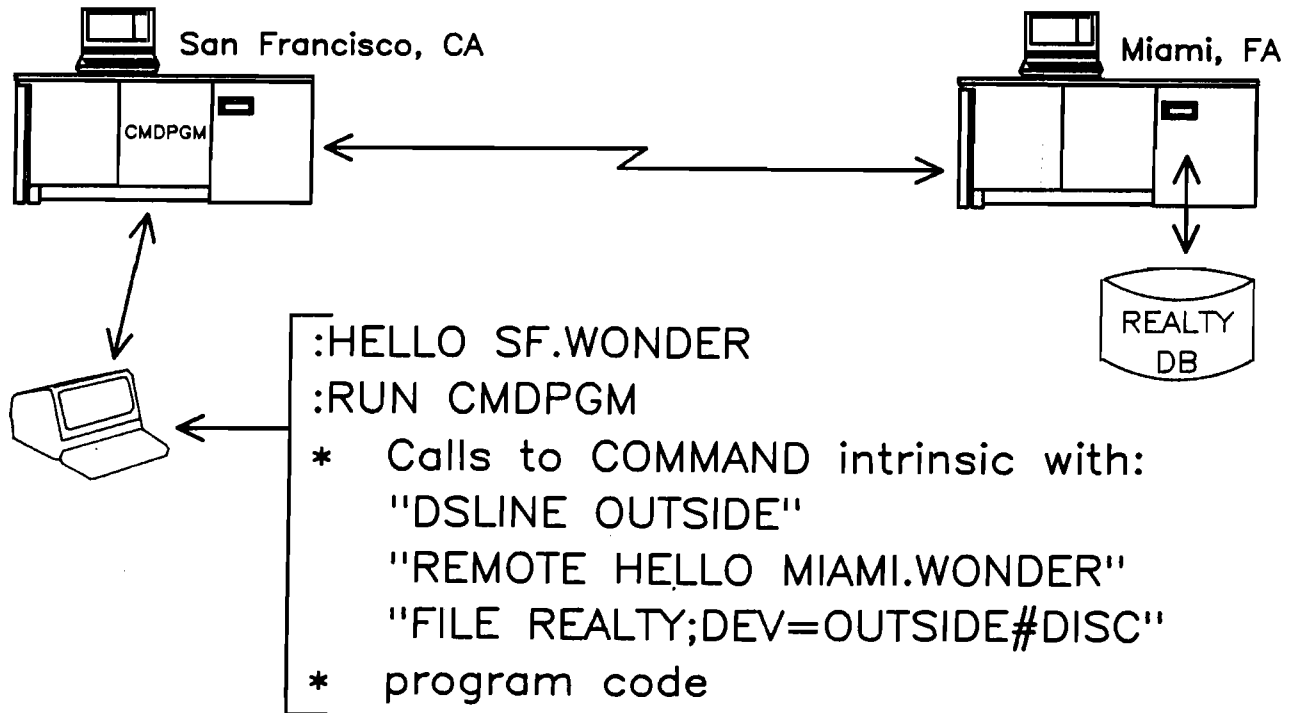 San Francisco, CA
Miami, FA
CMDPGM
REALTY
DB
:HELLO SF.WONDER
:RUN CMDPGM
* Calls to COMMAND intrinsic with:
"DSLINE OUTSIDE"
"REMOTE HELLO MIAMI.WONDER"
"FILE REALTY;DEV=OUTSIDE#DISC"
* program code